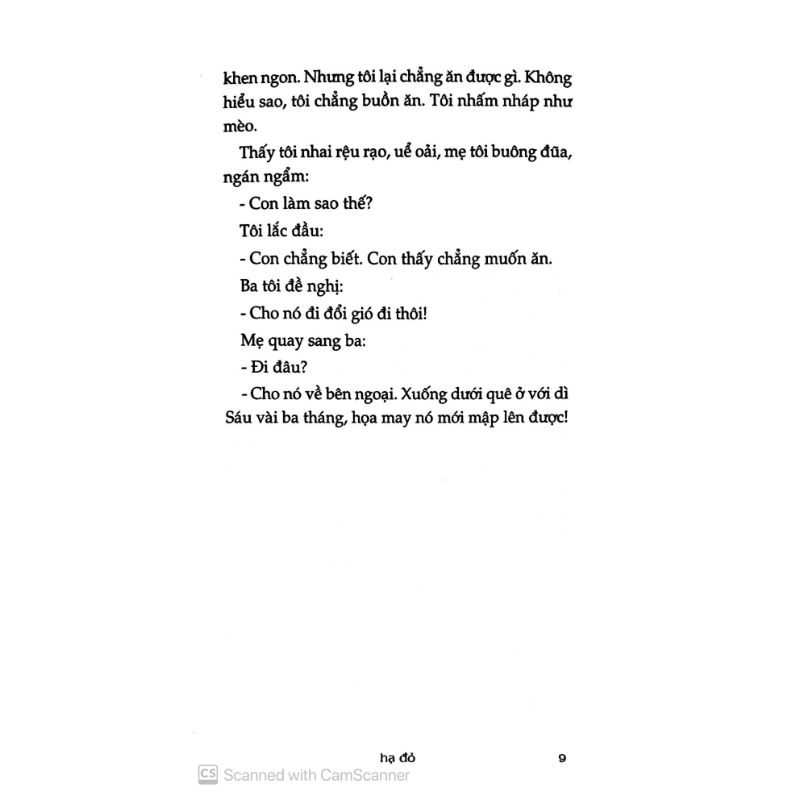 khen ngon. Nhưng tôi lại chẳng ăn được gì. Không
hiểu sao, tôi chẳng buồn ăn. Tôi nhấm nháp như
mèo.
Thấy tôi nhai rệu rạo, uể oải, mẹ tôi buông đũa,
ngán ngẩm:
- Con làm sao thế?
Tôi lắc đầu:
- Con chẳng biết. Con thấy chẳng muốn ăn.
Ba tôi đề nghị:
- Cho nó đi đổi gió đi thôi!
Mẹ quay sang ba:
- Đi đâu?
- Cho nó về bên ngoại. Xuống dưới quê ở với dì
Sáu vài ba tháng, họa may nó mới mập lên được!
hạ đỏ 9
CS Scanned with CamScanner